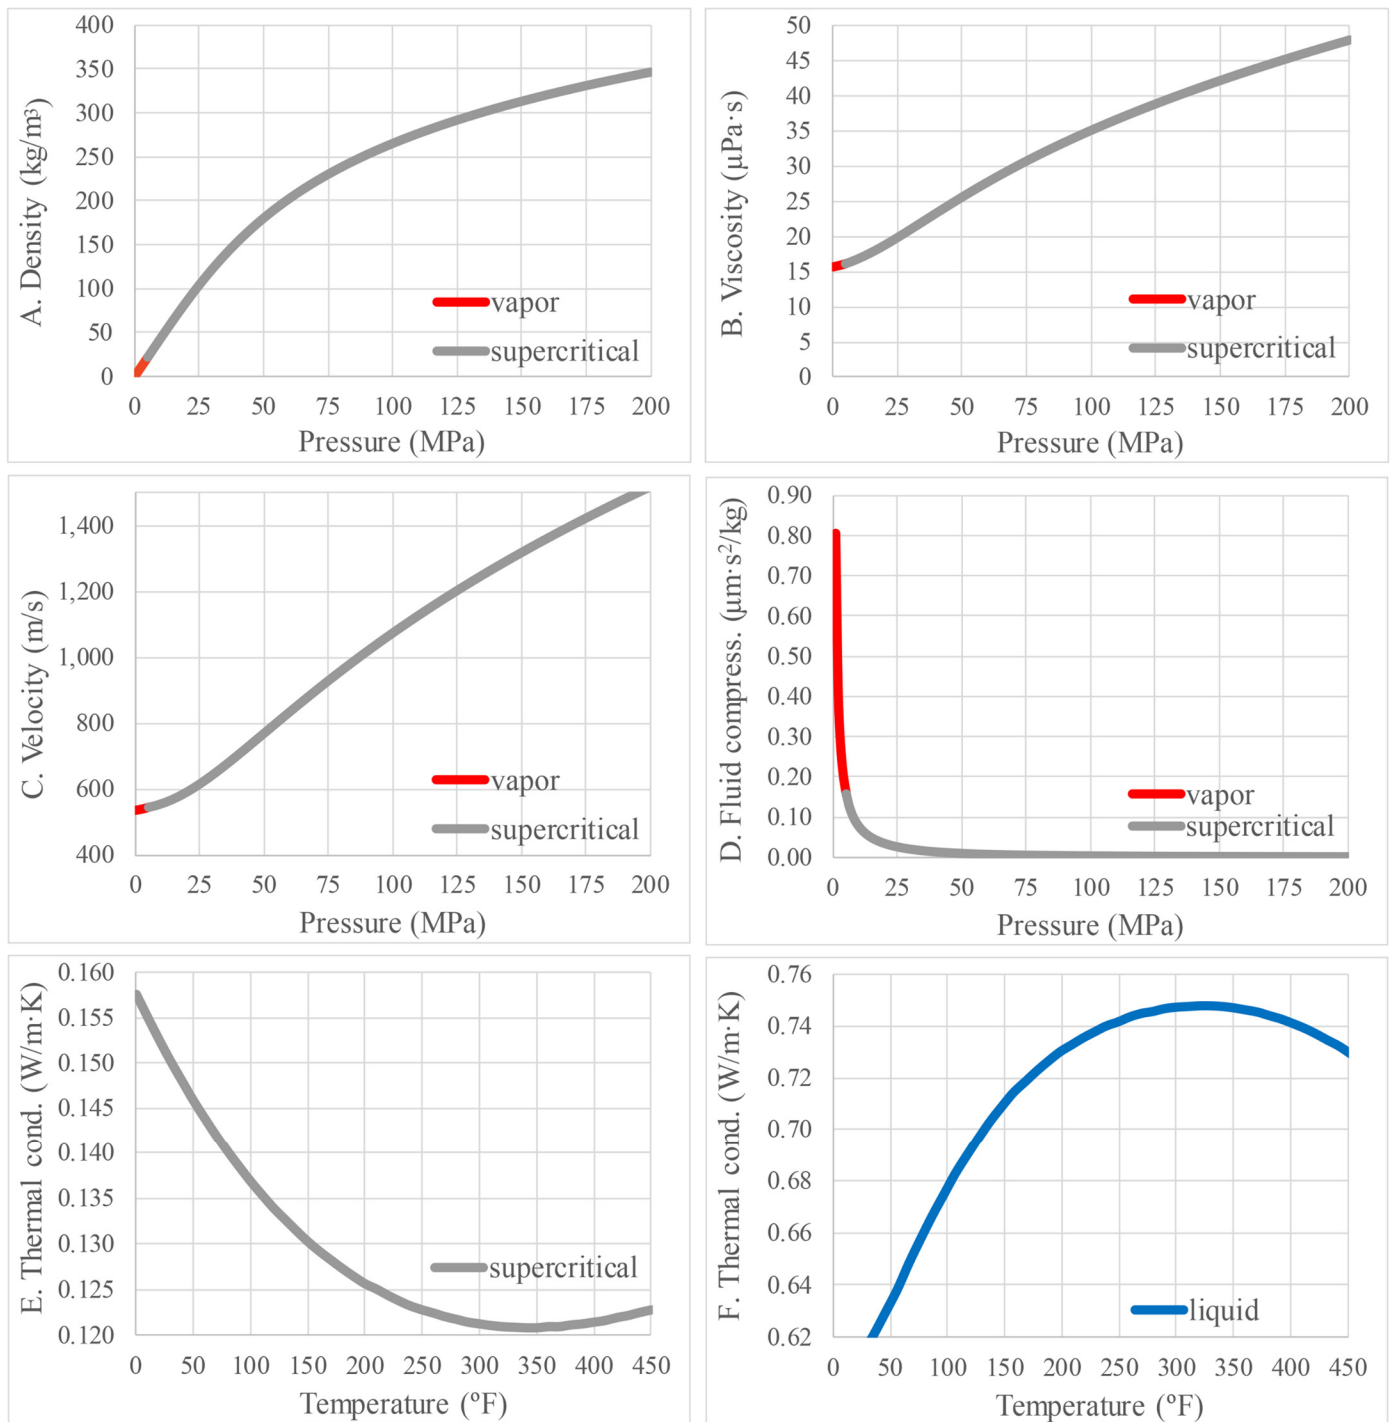 A. Density (kg/m³)
400
350
300
250
200
150
100
50
0
vapor
supercritical
0 25 50 75 100 125 150 175 200
Pressure (MPa)
B. Viscosity (μPa·s)
50
45
40
35
30
25
20
15
10
5
0
vapor
supercritical
0 25 50 75 100 125 150 175 200
Pressure (MPa)
C. Velocity (m/s)
1,400
1,200
1,000
800
600
400
vapor
supercritical
0 25 50 75 100 125 150 175 200
Pressure (MPa)
D. Fluid compress. (μm·s²/kg)
0.90
0.80
0.70
0.60
0.50
0.40
0.30
0.20
0.10
0.00
vapor
supercritical
0 25 50 75 100 125 150 175 200
Pressure (MPa)
E. Thermal cond. (W/m·K)
0.160
0.155
0.150
0.145
0.140
0.135
0.130
0.125
0.120
supercritical
0 50 100 150 200 250 300 350 400 450
Temperature (ºF)
F. Thermal cond. (W/m·K)
0.76
0.74
0.72
0.70
0.68
0.66
0.64
0.62
liquid
0 50 100 150 200 250 300 350 400 450
Temperature (ºF)